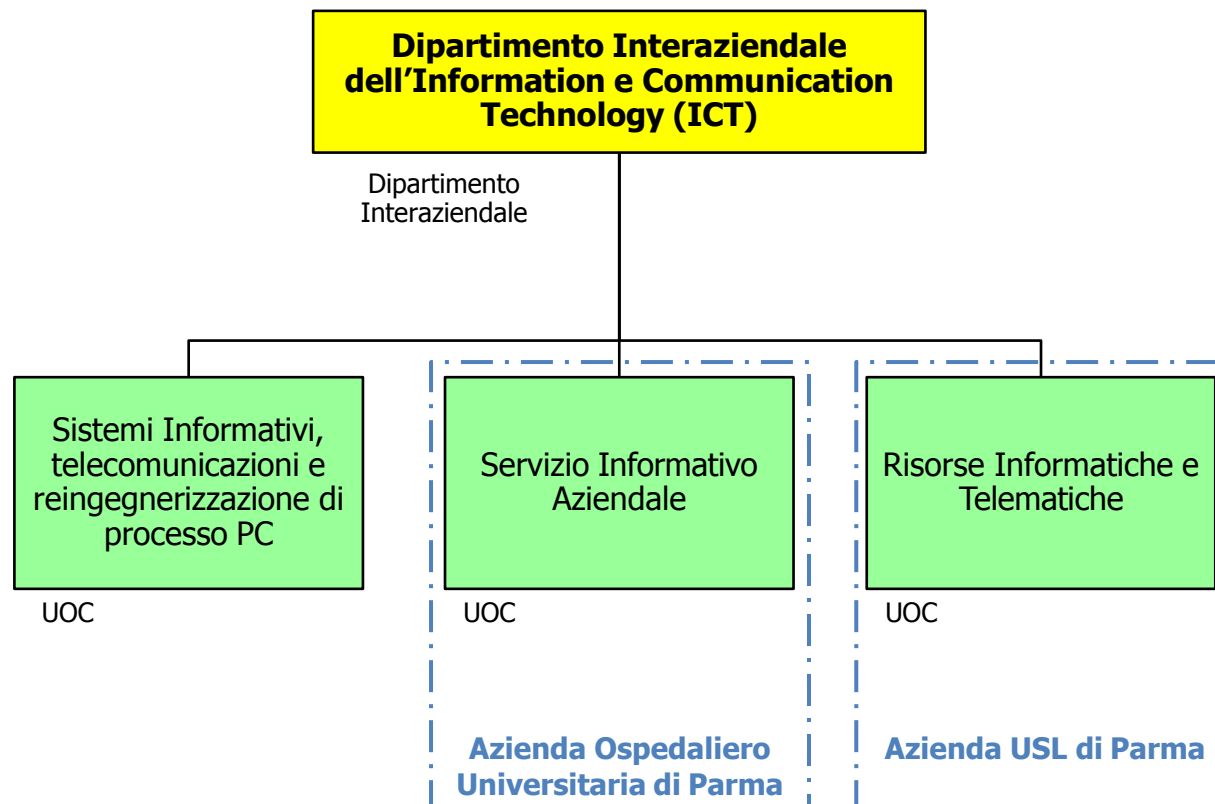 Dipartimento Interaziendale
dell’Information e Communication
Technology (ICT)
Dipartimento
Interaziendale
Sistemi Informativi,
telecomunicazioni e
reingegnerizzazione di
processo PC
UOC
Servizio Informativo
Aziendale
UOC
Risorse Informatiche e
Telematiche
UOC
Azienda Ospedaliero
Universitaria di Parma
Azienda USL di Parma